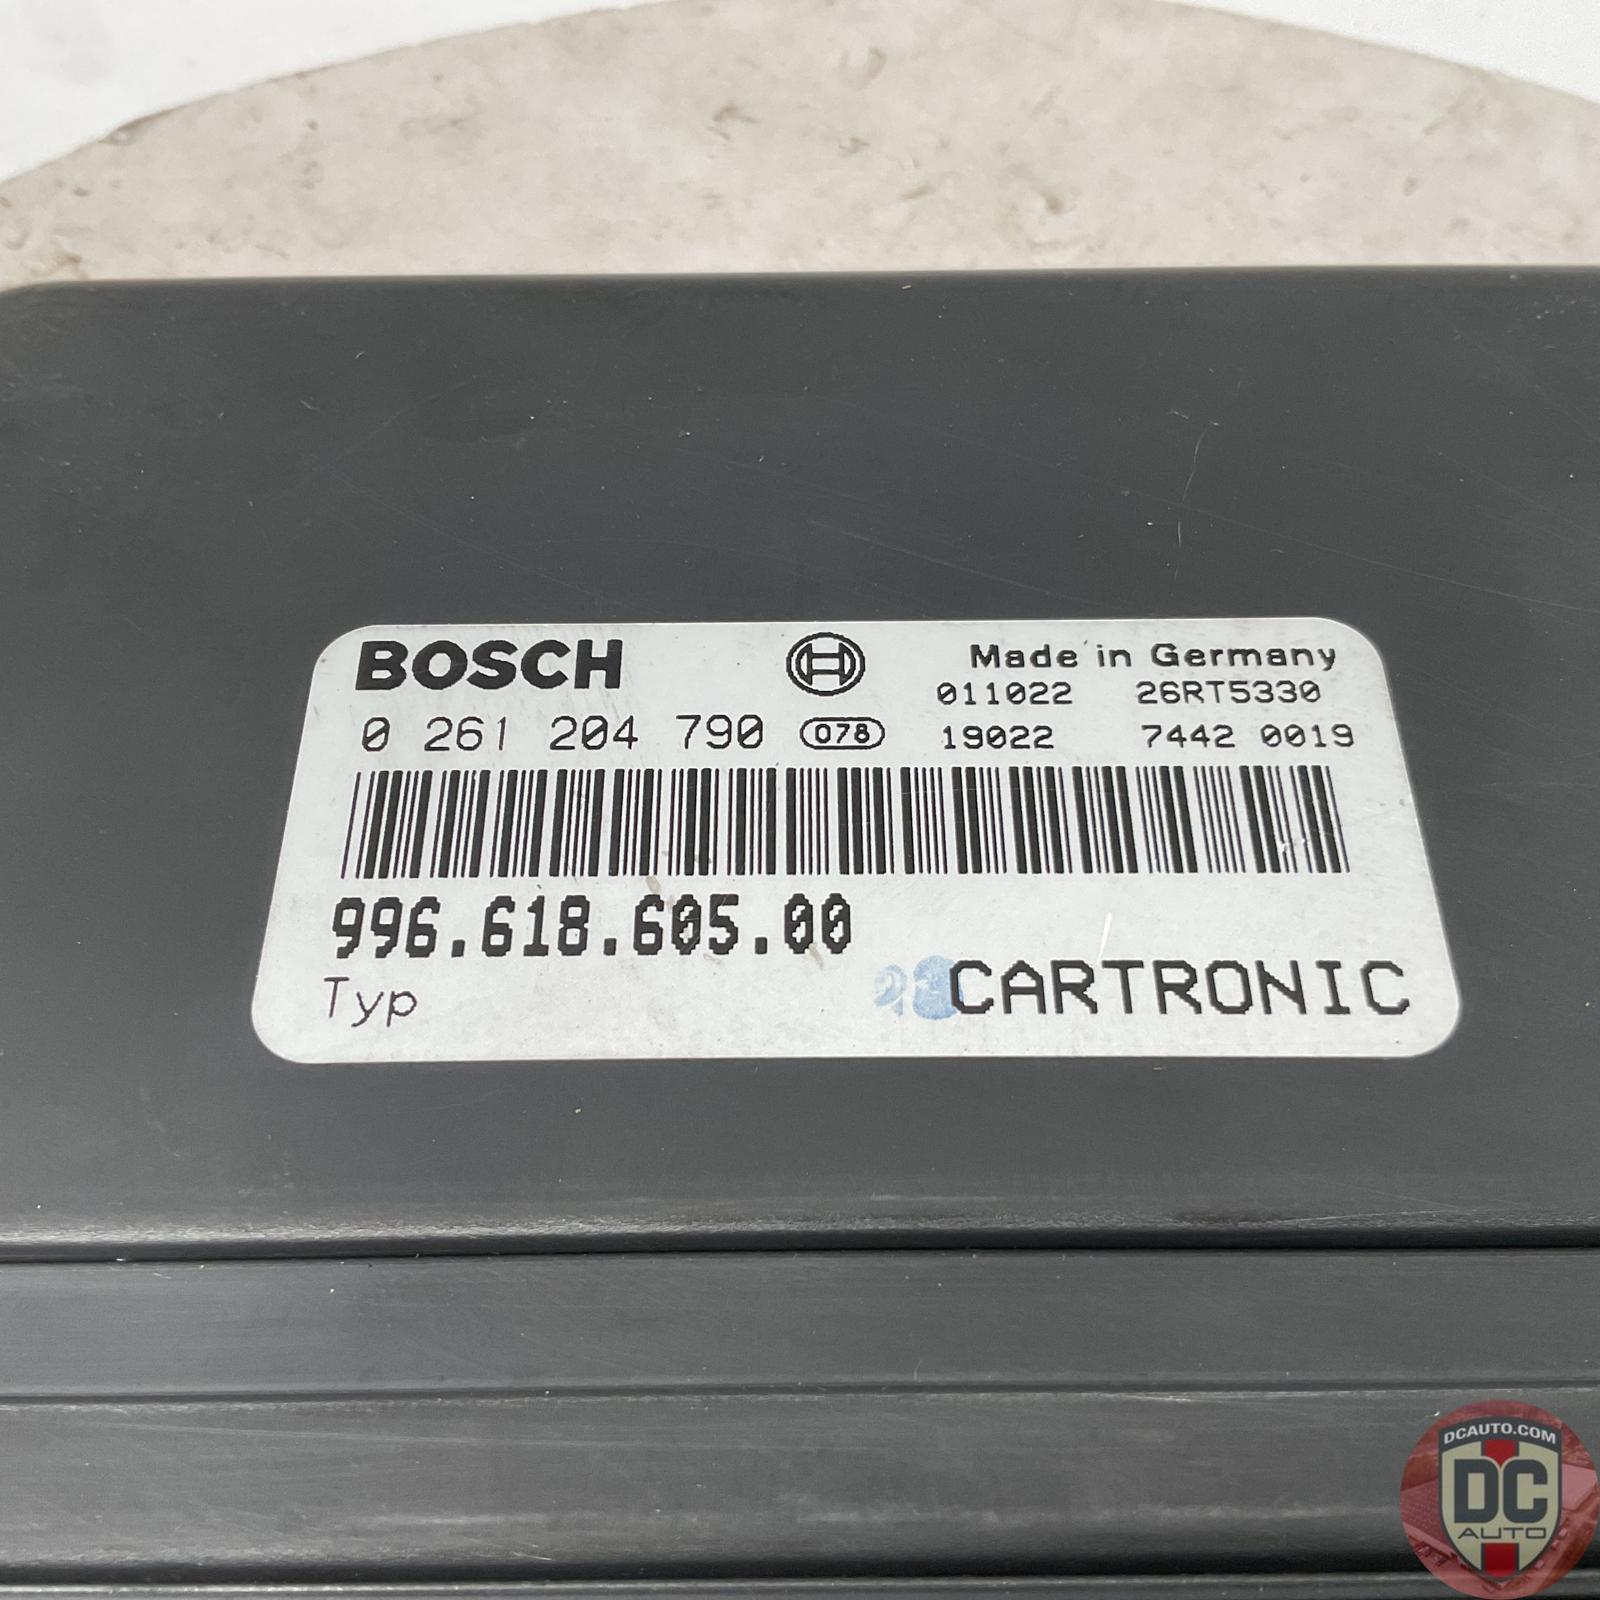 BOSCH
Made in Germany
011022 26RT5330
0 261 204 790 078 19022 7442 0019
996.618.605.00
Typ
CARTRONIC
DCAUTO.COM
DC
AUTO